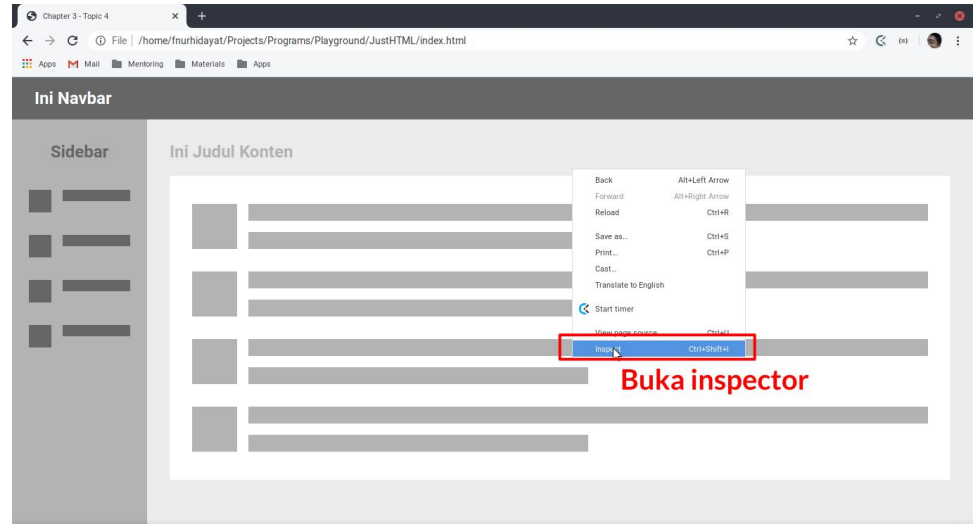 Chapter 3 - Topic 4
File | /home/fnurhidayat/Projects/Programs/Playground/JustHTML/index.html
Apps Mail Mentoring Materials Apps
Ini Navbar
Sidebar
Ini Judul Konten
Back Alt+Left Arrow
Forward Alt+Right Arrow
Reload Ctrl+R
Save as... Ctrl+S
Print... Ctrl+P
Cast...
Translate to English
Start timer
View page source Ctrl+U
Inspect Ctrl+Shift+I
Buka inspector